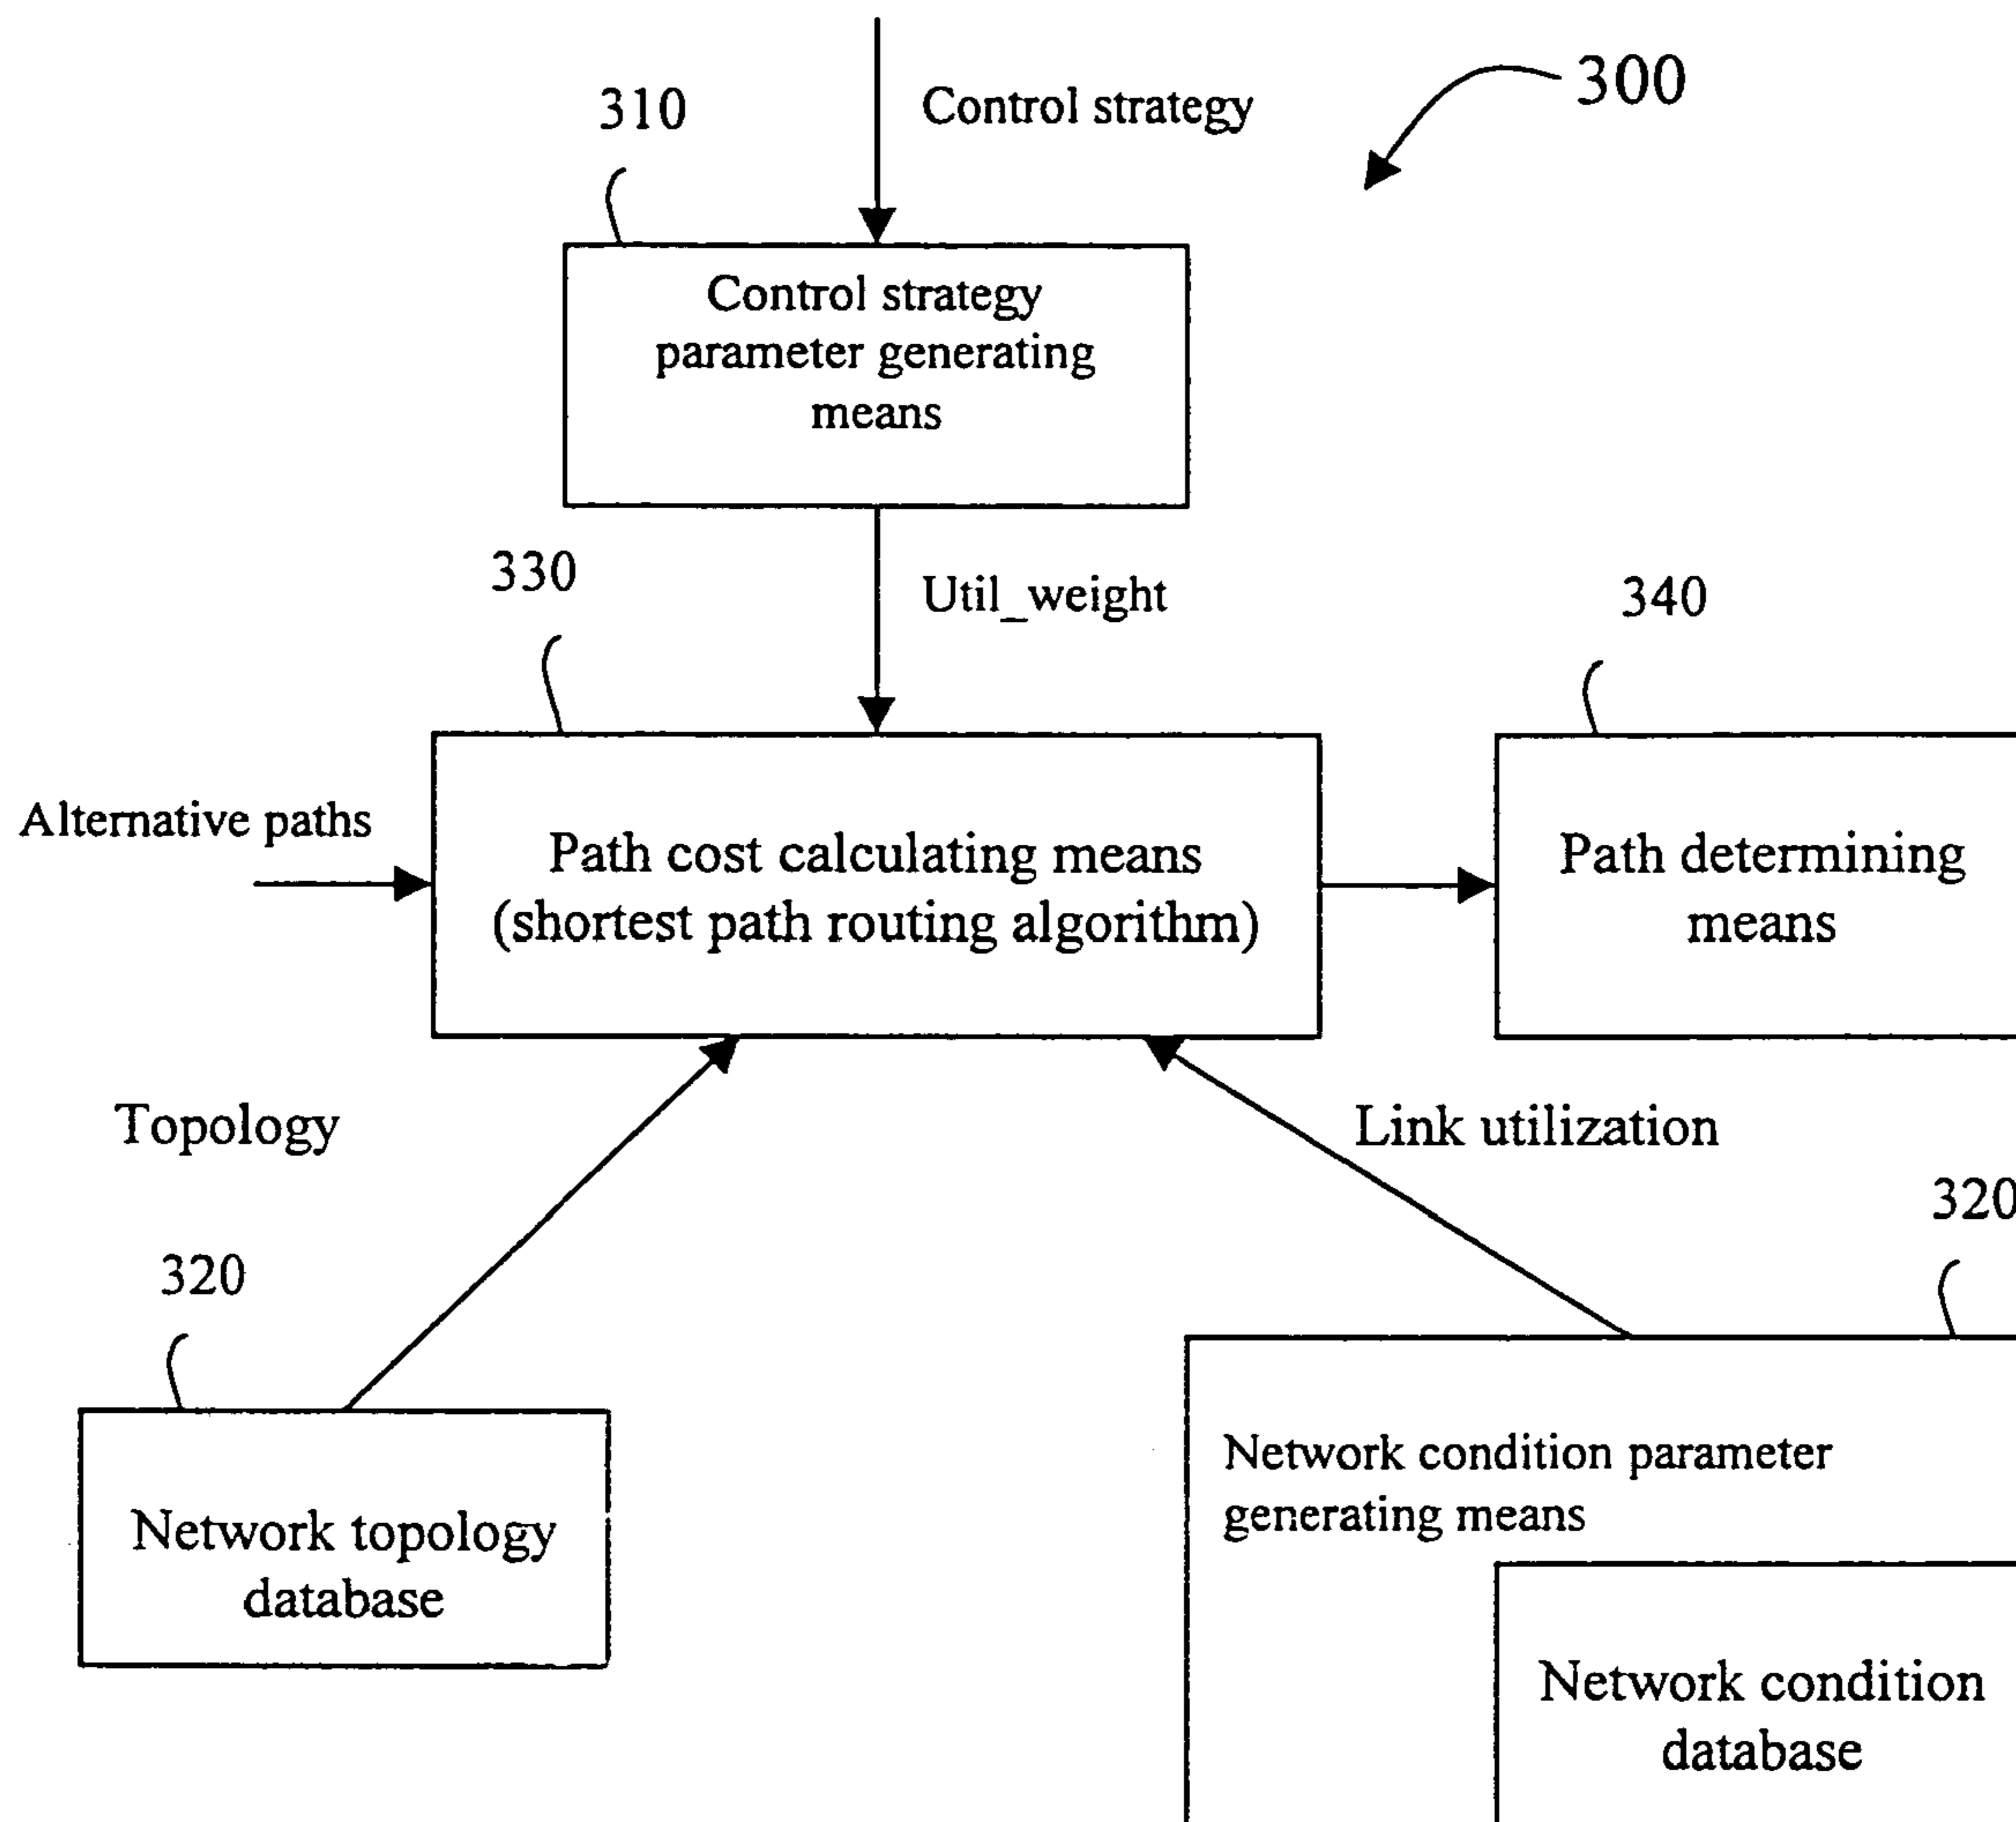 300
310
Control strategy
Control strategy
parameter generating
means
330
Util_weight
340
Alternative paths
Path cost calculating means
(shortest path routing algorithm)
Path determining
means
Topology
Link utilization
320
320
Network topology
database
Network condition parameter
generating means
Network condition
database